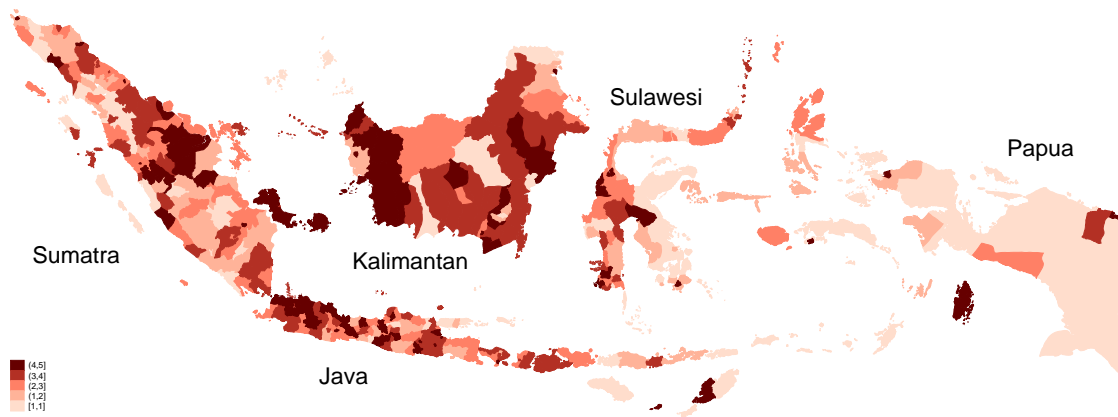 Sulawesi
Papua
Sumatra
Kalimantan
Java
(4,5]
(3,4]
(2,3]
(1,2]
[1,1]